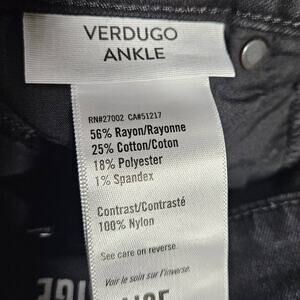 VERDUGO
ANKLE
RN#27002 CA#51217
56% Rayon/Rayonne
25% Cotton/Coton
18% Polyester
1% Spandex
Contrast/Contrasté
100% Nylon
See care on reverse.
Voir le soin sur l'inverse.